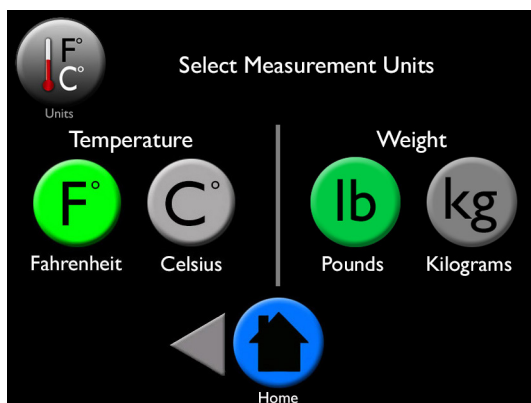 F°
C°
Units
Select Measurement Units
Temperature
Weight
F°
C°
lb
kg
Fahrenheit
Celsius
Pounds
Kilograms
Home